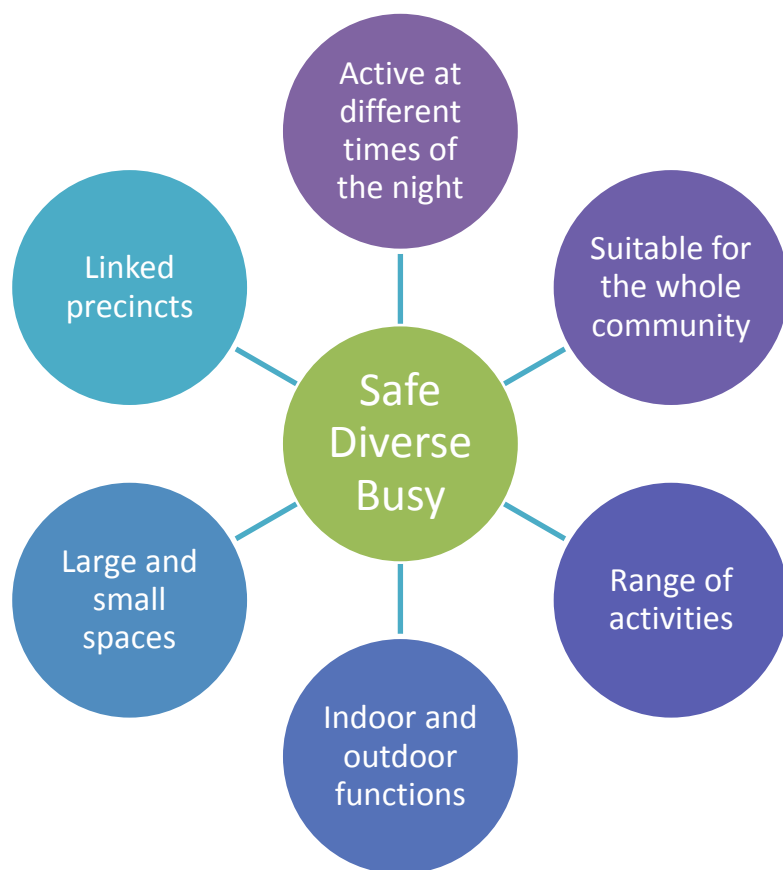 Active at
different
times of
the night
Suitable for
the whole
community
Range of
activities
Indoor and
outdoor
functions
Large and
small
spaces
Linked
precincts
Safe
Diverse
Busy